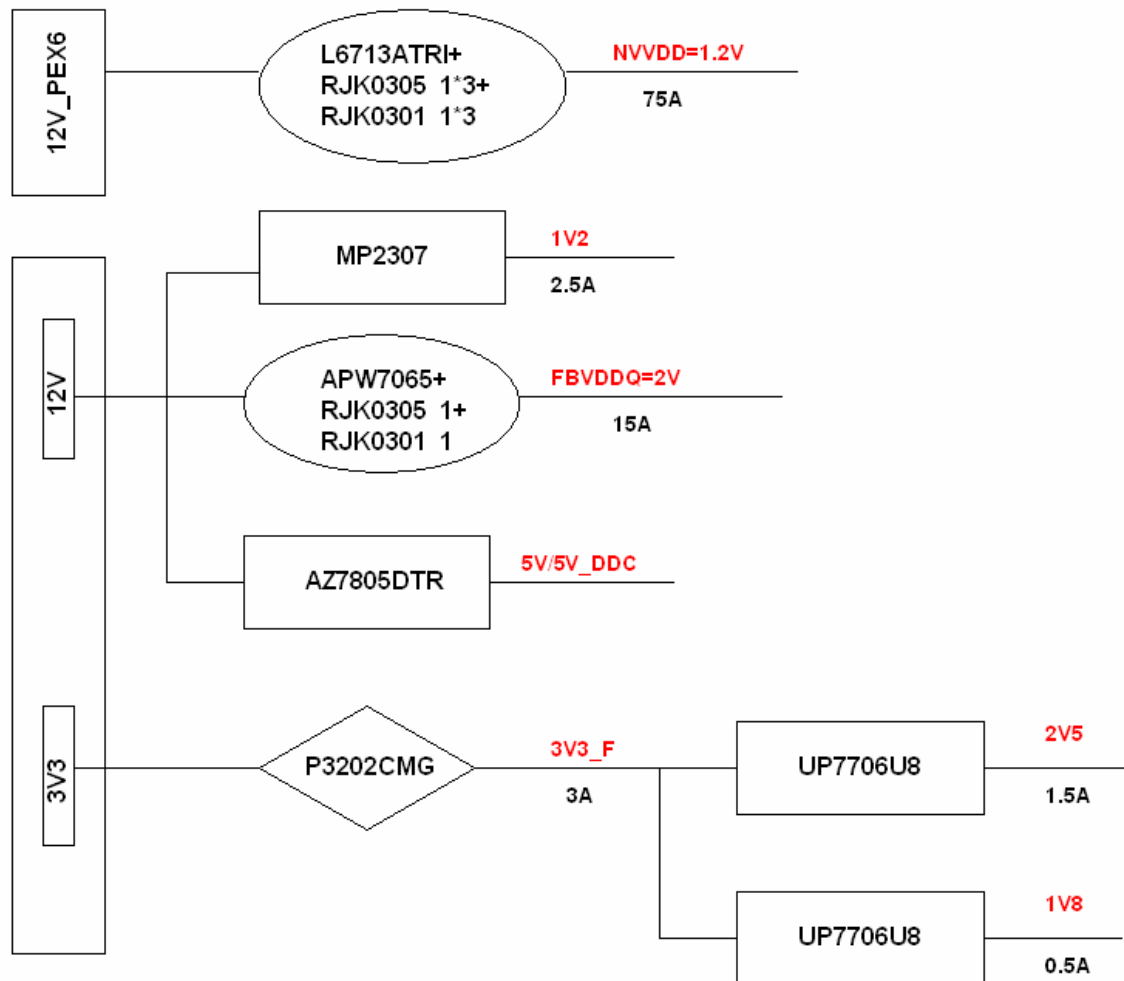 12V_PEX6
L6713ATRI+
RJK0305 1*3+
RJK0301 1*3
NVVDD=1.2V
75A
MP2307
1V2
2.5A
12V
APW7065+
RJK0305 1+
RJK0301 1
FBVDDQ=2V
15A
AZ7805DTR
5V/5V_DDC
3V3
P3202CMG
3V3_F
3A
UP7706U8
2V5
1.5A
UP7706U8
1V8
0.5A